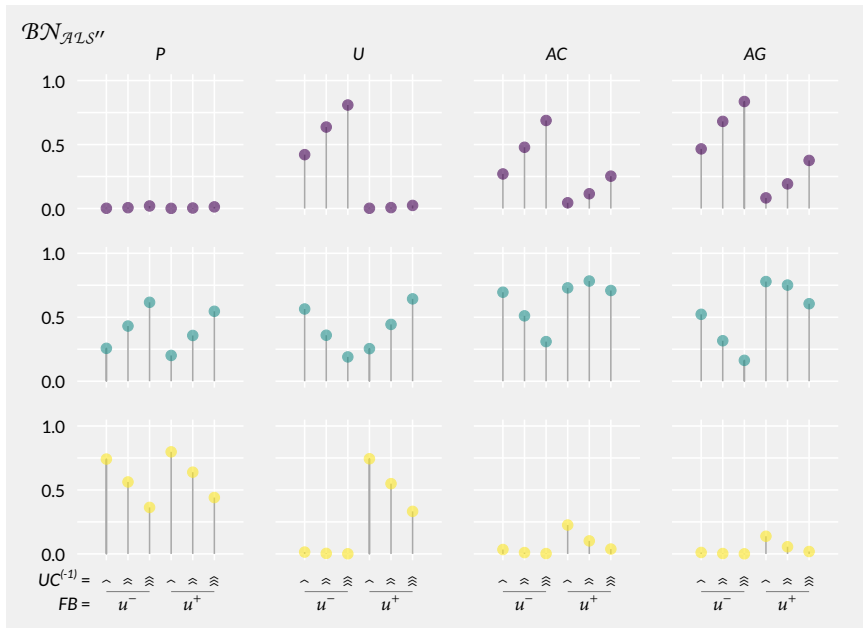 ℬ𝒩𝒜ℒ𝒮′′
P U AC AG
1.0
0.5
0.0
1.0
0.5
0.0
1.0
0.5
0.0
UC(-1) =
FB = u− u+ u− u+ u− u+ u− u+